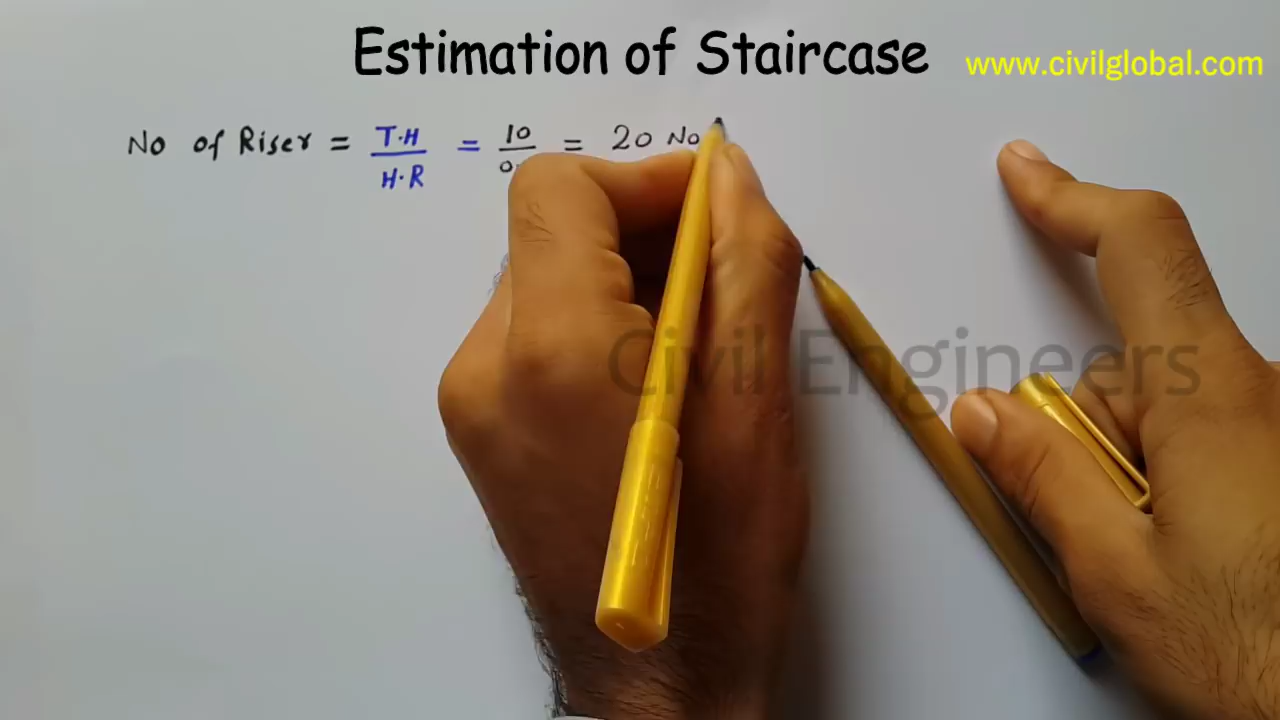 Estimation of Staircase
www.civilglobal.com
No of Riser = T.H / H.R = 10 / = 20 No
Civil Engineers